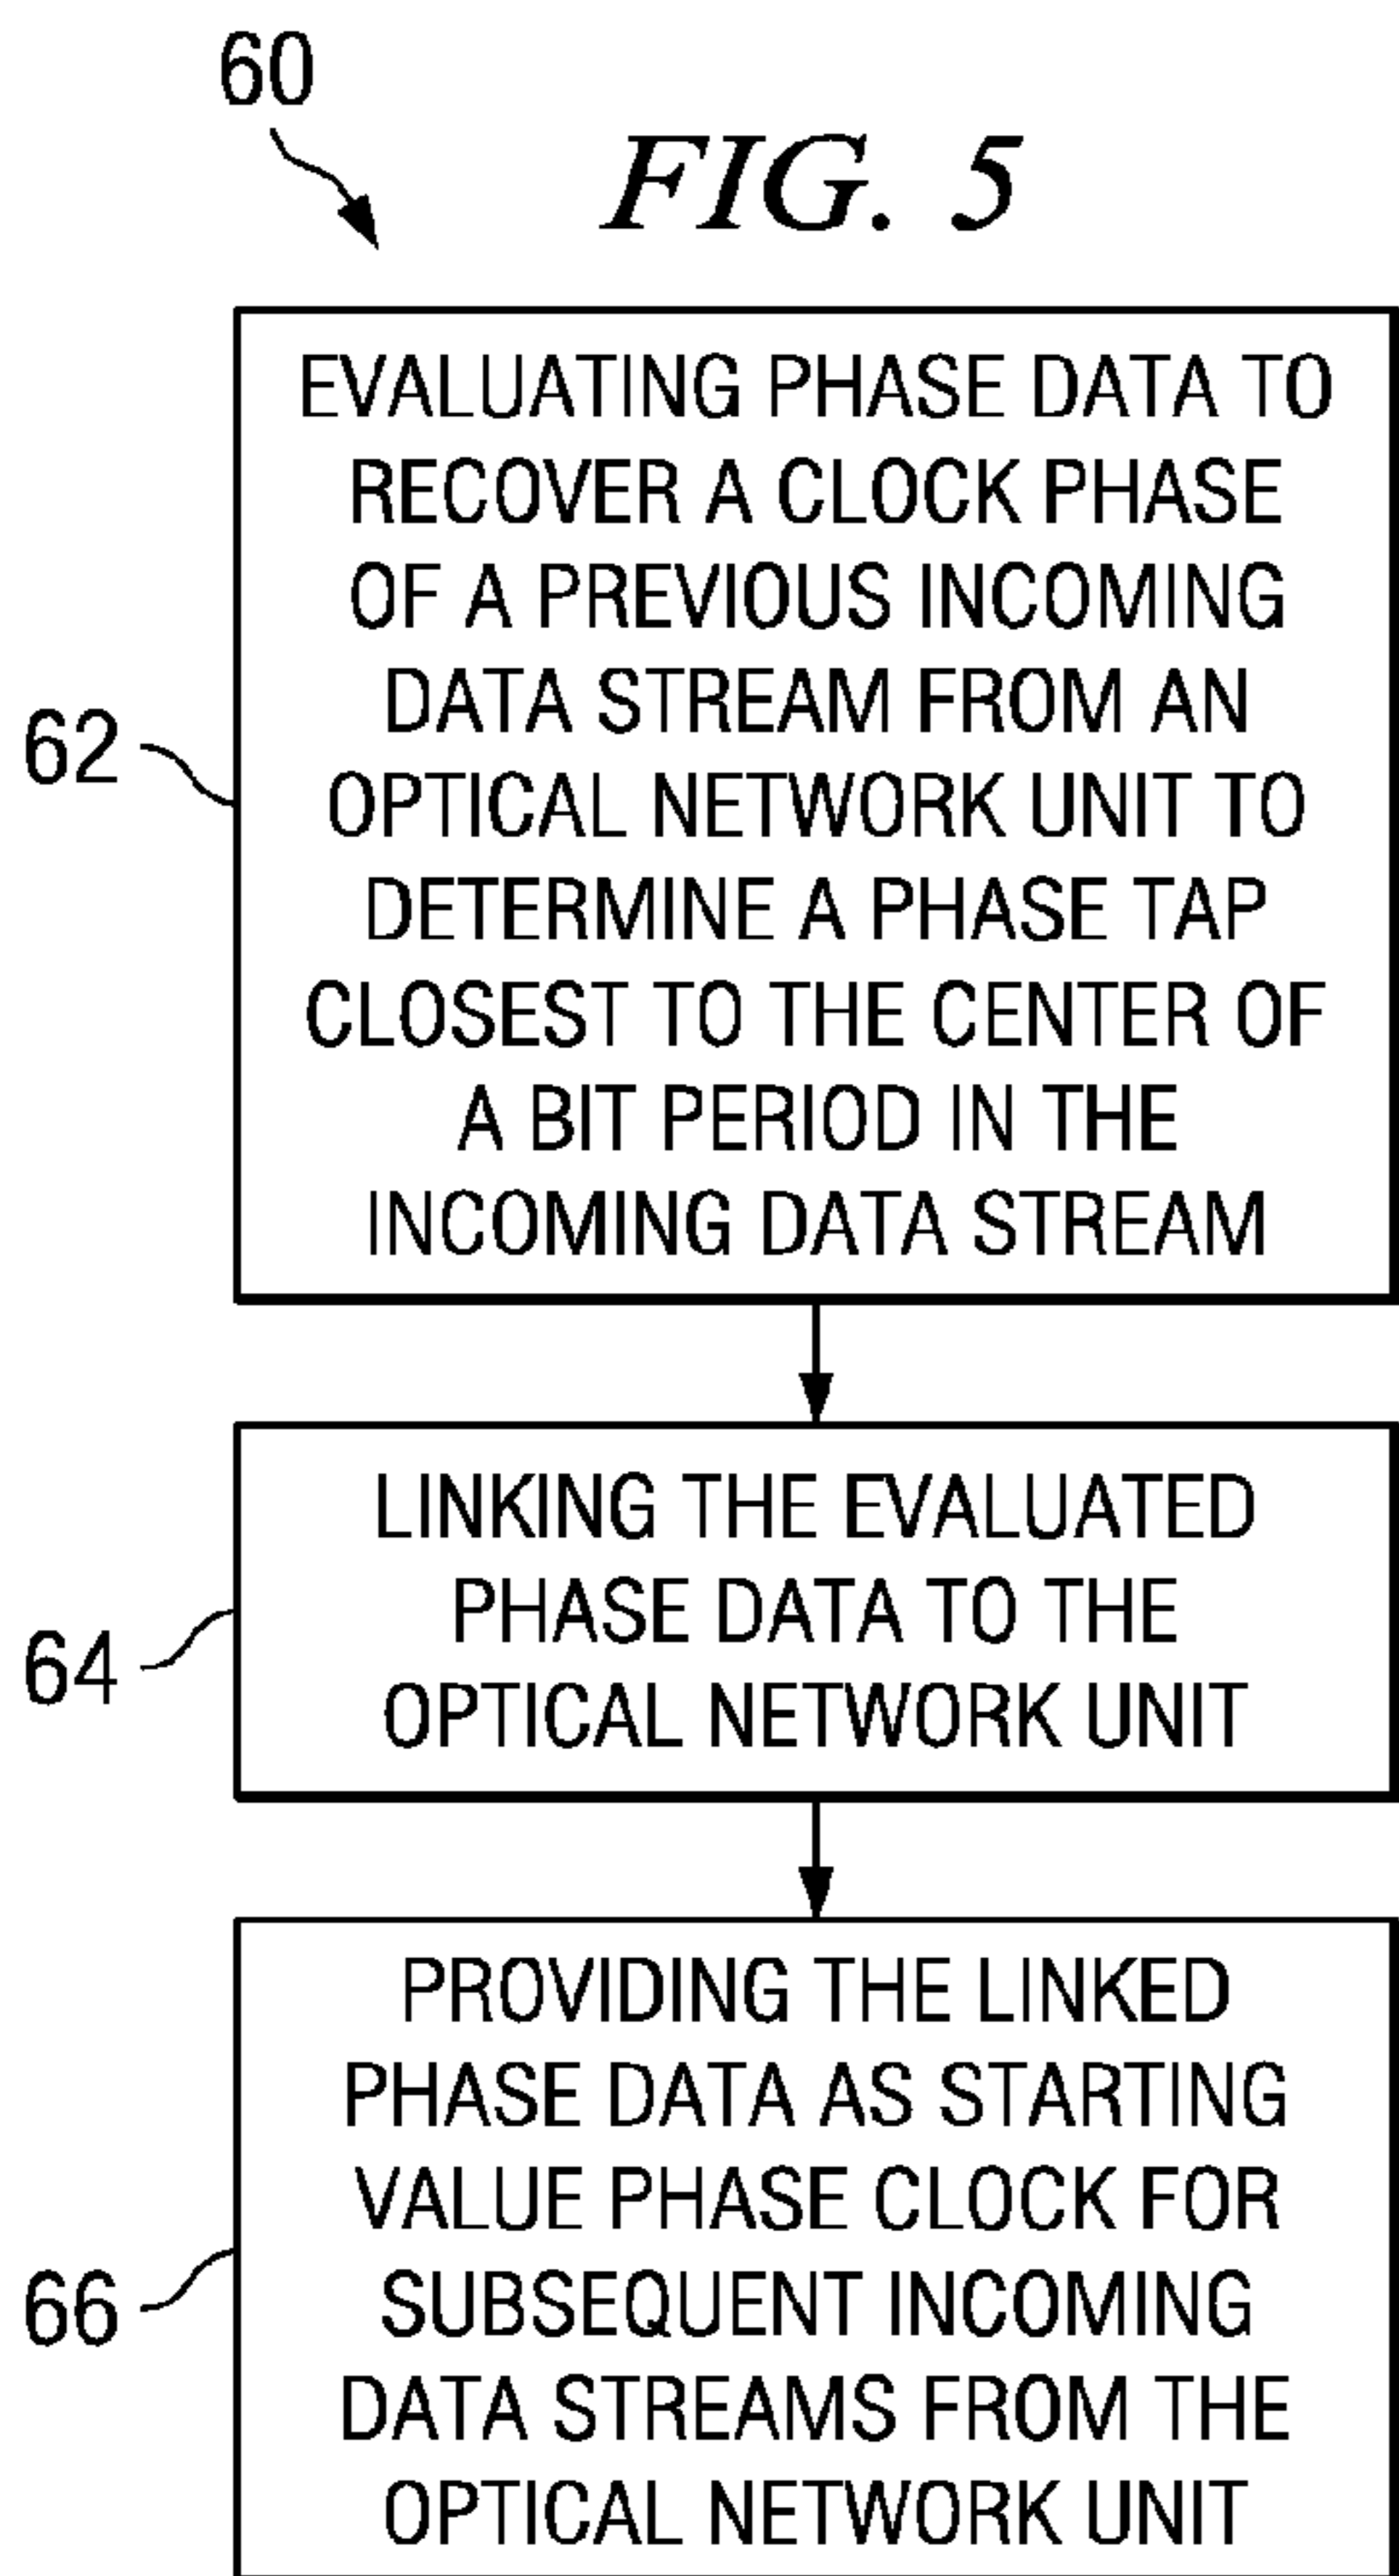 60
FIG. 5
EVALUATING PHASE DATA TO
RECOVER A CLOCK PHASE
OF A PREVIOUS INCOMING
DATA STREAM FROM AN
OPTICAL NETWORK UNIT TO
DETERMINE A PHASE TAP
CLOSEST TO THE CENTER OF
A BIT PERIOD IN THE
INCOMING DATA STREAM
62
LINKING THE EVALUATED
PHASE DATA TO THE
OPTICAL NETWORK UNIT
64
PROVIDING THE LINKED
PHASE DATA AS STARTING
VALUE PHASE CLOCK FOR
SUBSEQUENT INCOMING
DATA STREAMS FROM THE
OPTICAL NETWORK UNIT
66